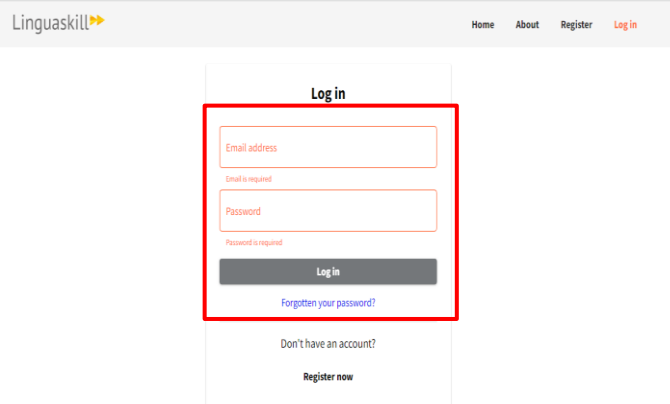 Linguaskill
Home About Register Log in
Log in
Email address
Email is required
Password
Password is required
Log in
Forgotten your password?
Don't have an account?
Register now